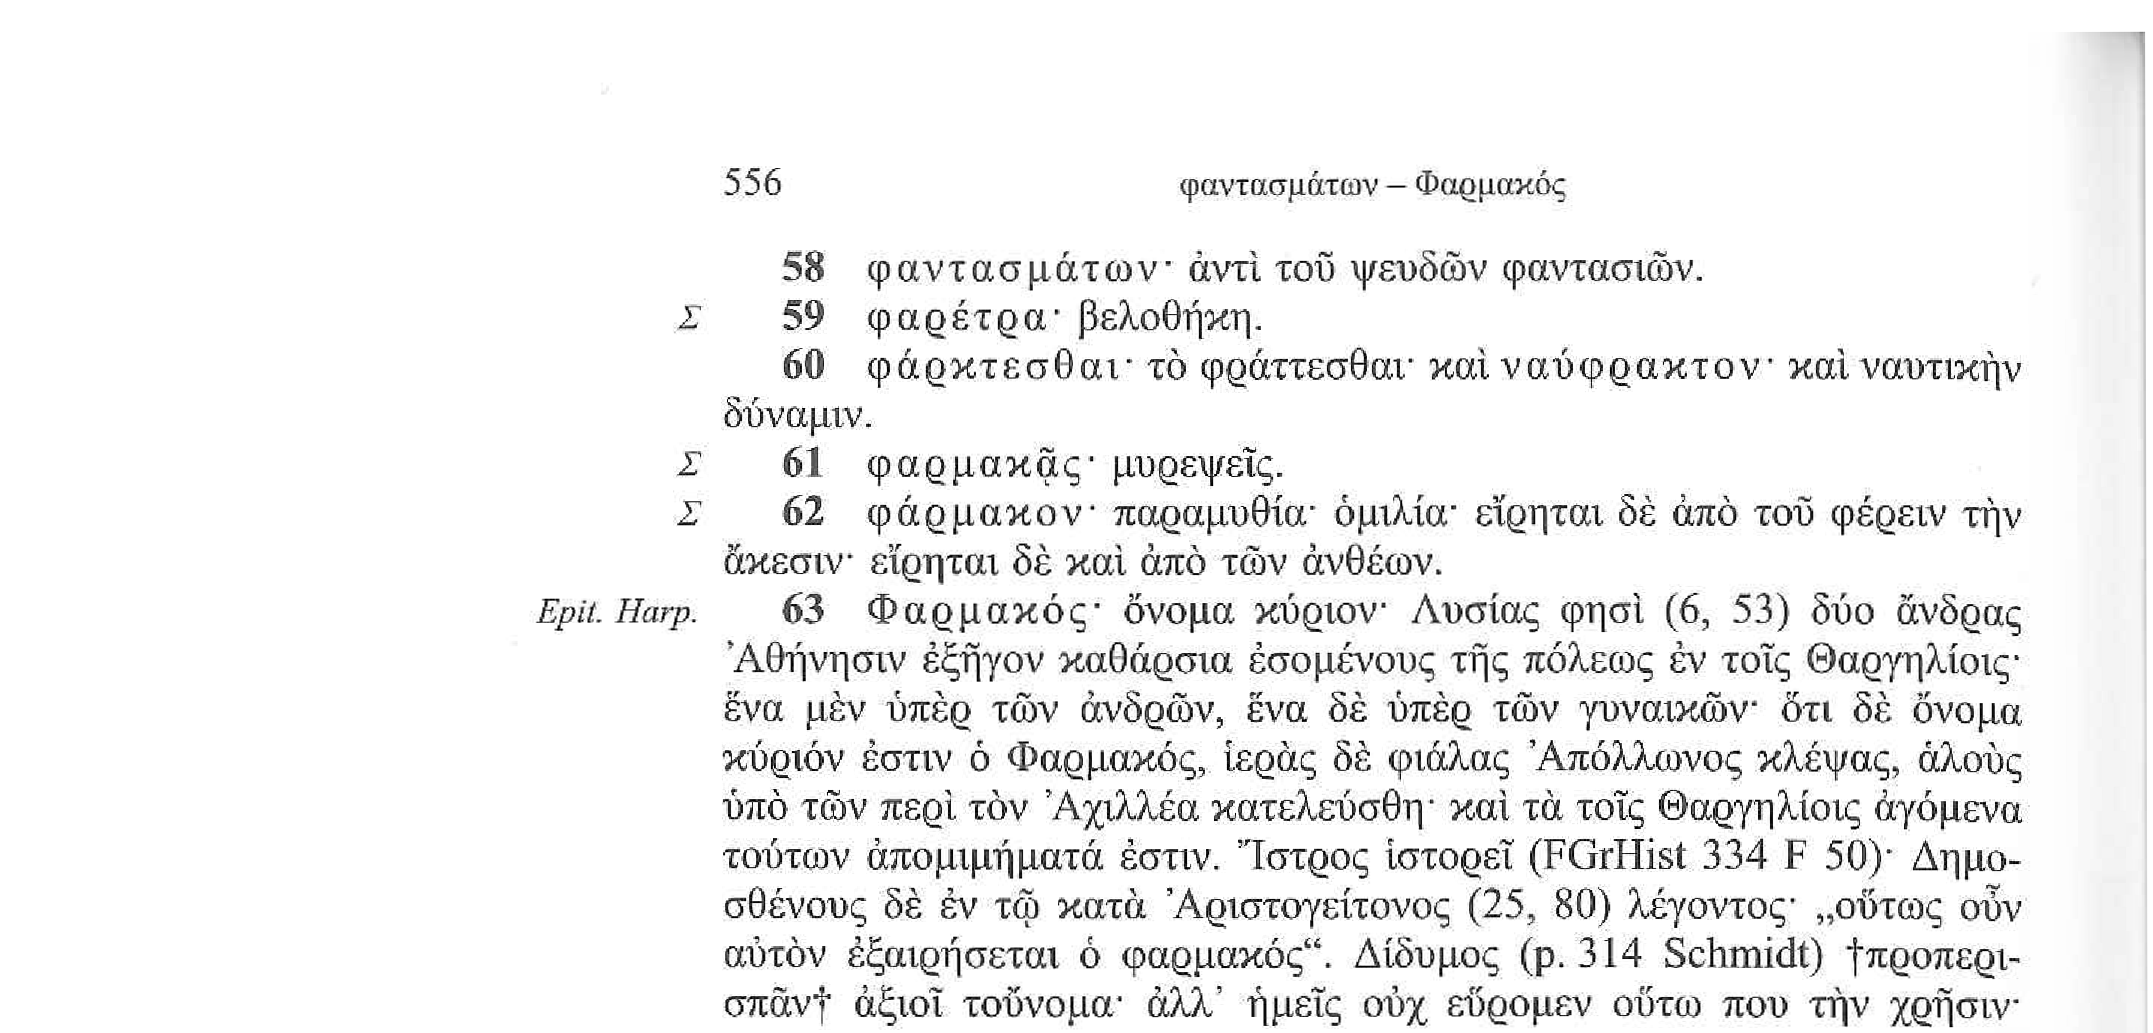 556 φαντασμάτων – Φαρμακός
58 φαντασμάτων· ἀντὶ τοῦ ψευδῶν φαντασιῶν.
Σ 59 φαρέτρα· βελοθήκη.
60 φάρκτεσθαι· τὸ φράττεσθαι· καὶ ναύφρακτον· καὶ ναυτικὴν
δύναμιν.
Σ 61 φαρμακᾷς· μυρεψεῖς.
Σ 62 φάρμακον· παραμυθία· ὁμιλία· εἴρηται δὲ ἀπὸ τοῦ φέρειν τὴν
ἄκεσιν· εἴρηται δὲ καὶ ἀπὸ τῶν ἀνθέων.
Epit. Harp. 63 Φαρμακός· ὄνομα κύριον· Λυσίας φησὶ (6, 53) δύο ἄνδρας
Ἀθήνησιν ἐξῆγον καθάρσια ἐσομένους τῆς πόλεως ἐν τοῖς Θαργηλίοις·
ἕνα μὲν ὑπὲρ τῶν ἀνδρῶν, ἕνα δὲ ὑπὲρ τῶν γυναικῶν· ὅτι δὲ ὄνομα
κύριόν ἐστιν ὁ Φαρμακός, ἱερὰς δὲ φιάλας Ἀπόλλωνος κλέψας, ἁλοὺς
ὑπὸ τῶν περὶ τὸν Ἀχιλλέα κατελεύσθη· καὶ τὰ τοῖς Θαργηλίοις ἀγόμενα
τούτων ἀπομιμήματά ἐστιν. Ἴστρος ἱστορεῖ (FGrHist 334 F 50)· Δημο-
σθένους δὲ ἐν τῷ κατὰ Ἀριστογείτονος (25, 80) λέγοντος· „οὕτως οὖν
αὐτὸν ἐξαιρήσεται ὁ φαρμακός“. Δίδυμος (p. 314 Schmidt) †προπερι-
σπᾶν† ἀξιοῖ τοὔνομα· ἀλλ’ ἡμεῖς οὐχ εὕρομεν οὕτω που τὴν χρῆσιν·